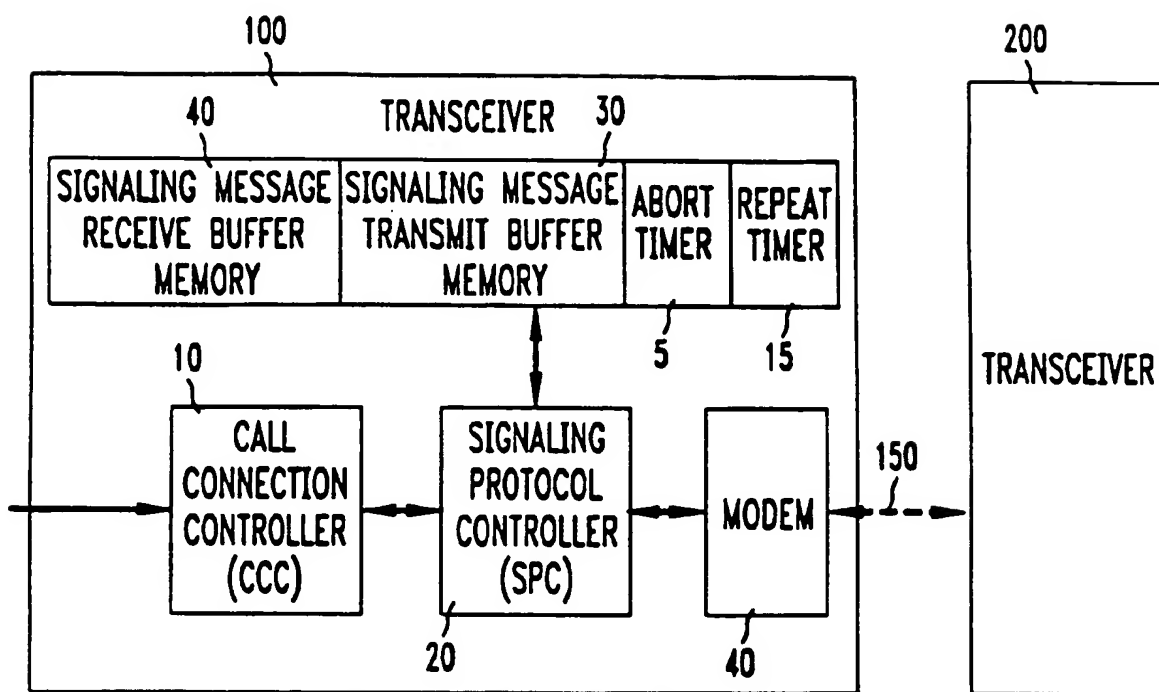 100
200
40
TRANSCEIVER
30
SIGNALING MESSAGE
RECEIVE BUFFER
MEMORY
SIGNALING MESSAGE
TRANSMIT BUFFER
MEMORY
ABORT
TIMER
REPEAT
TIMER
5
15
10
CALL
CONNECTION
CONTROLLER
(CCC)
SIGNALING
PROTOCOL
CONTROLLER
(SPC)
MODEM
150
TRANSCEIVER
20
40